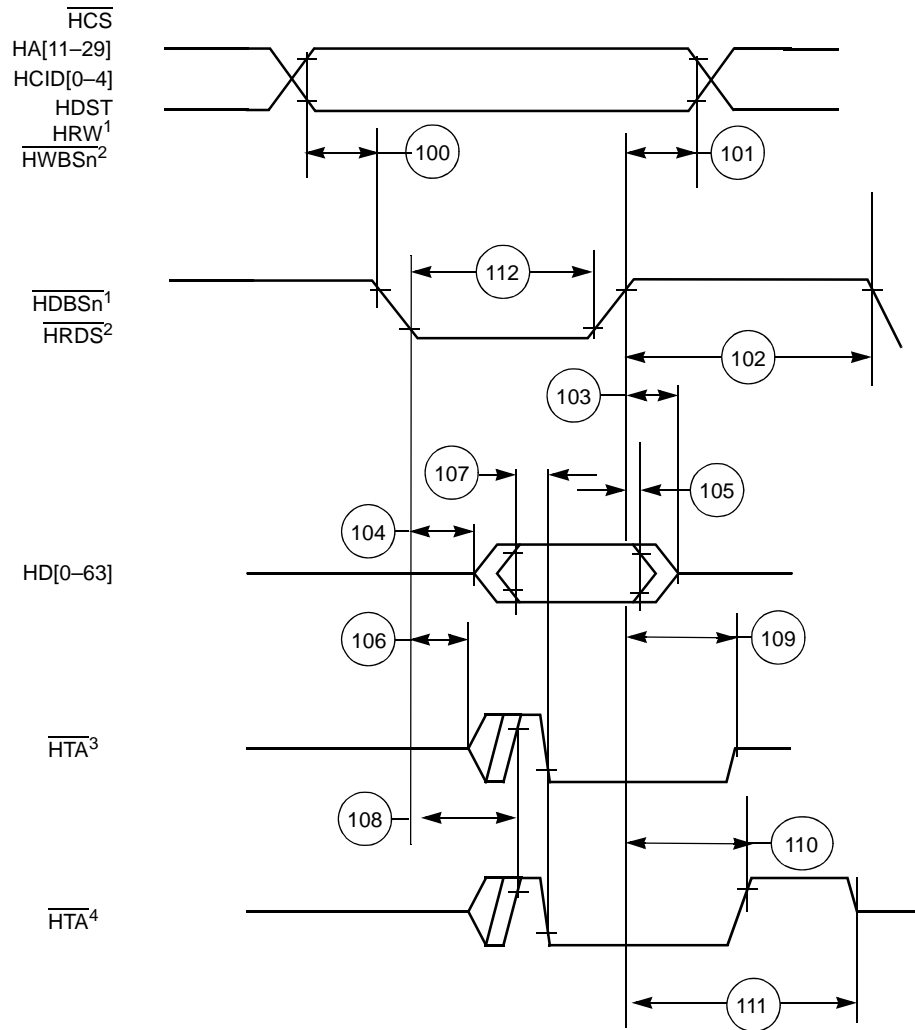 HCS
HA[11–29]
HCID[0–4]
HDST
HRW¹
HWBSn²
100
101
112
HDBSn¹
HRDS²
102
103
107
105
104
HD[0–63]
106
109
HTA³
108
110
HTA⁴
111